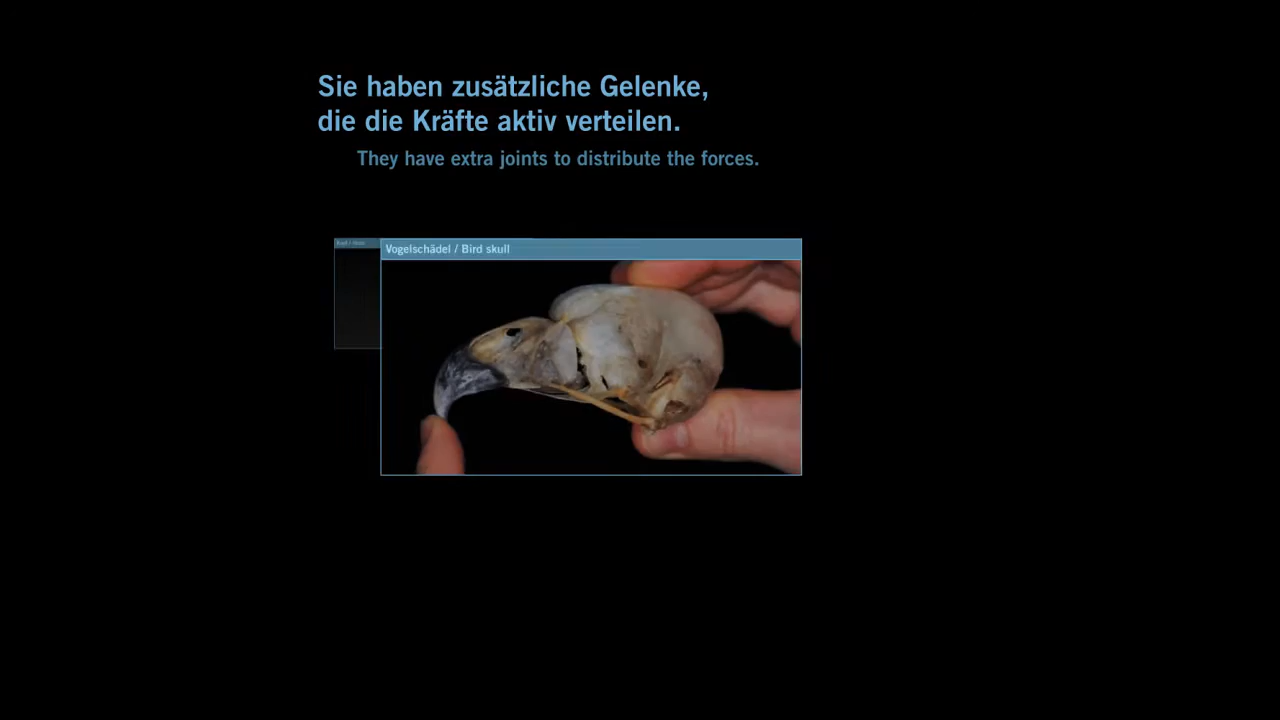 Sie haben zusätzliche Gelenke,
die die Kräfte aktiv verteilen.
They have extra joints to distribute the forces.
Vogelschädel / Bird skull